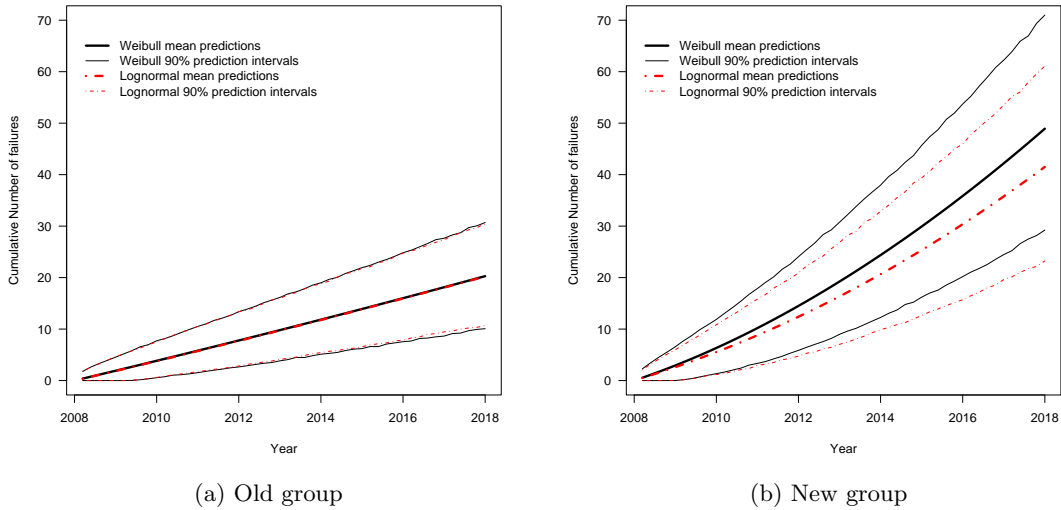 70
60
50
40
30
20
10
0
Cumulative Number of failures
Weibull mean predictions
Weibull 90% prediction intervals
Lognormal mean predictions
Lognormal 90% prediction intervals
2008 2010 2012 2014 2016 2018
Year
(a) Old group
70
60
50
40
30
20
10
0
Cumulative Number of failures
Weibull mean predictions
Weibull 90% prediction intervals
Lognormal mean predictions
Lognormal 90% prediction intervals
2008 2010 2012 2014 2016 2018
Year
(b) New group